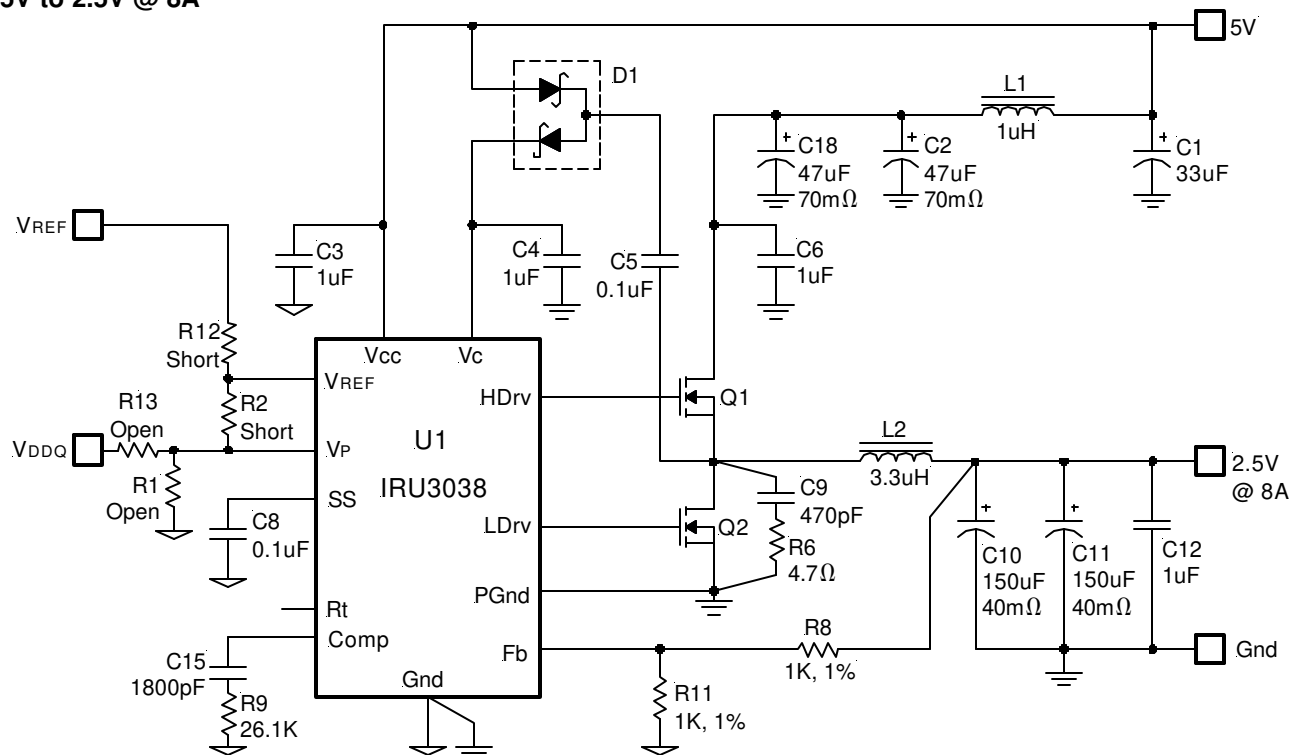 5V to 2.5V @ 8A
5V
D1
L1
1uH
C18
47uF
70mΩ
C2
47uF
70mΩ
C1
33uF
VREF
C3
1uF
C4
1uF
C5
0.1uF
C6
1uF
R12
Short
Vcc
Vc
VREF
R13
Open
R2
Short
HDrv
Q1
VDDQ
VP
U1
L2
3.3uH
2.5V
@ 8A
R1
Open
SS
IRU3038
C9
470pF
C8
0.1uF
LDrv
Q2
R6
4.7Ω
C10
150uF
40mΩ
C11
150uF
40mΩ
C12
1uF
PGnd
Rt
Comp
R8
1K, 1%
Fb
Gnd
C15
1800pF
Gnd
R9
26.1K
R11
1K, 1%